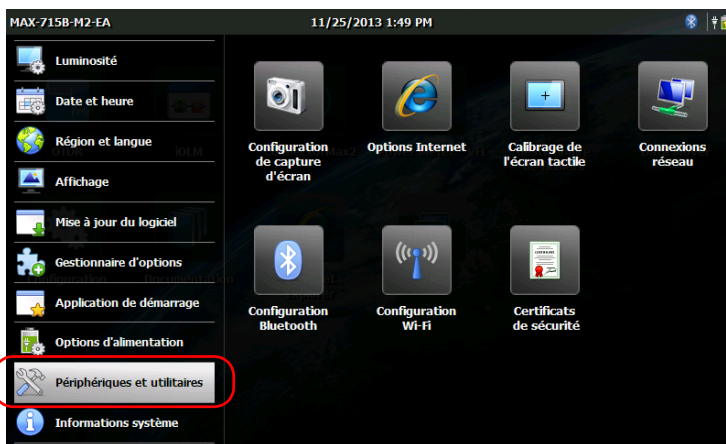 MAX-715B-M2-EA
11/25/2013 1:49 PM
Luminosité
Date et heure
Région et langue
Affichage
Mise à jour du logiciel
Gestionnaire d'options
Application de démarrage
Options d'alimentation
Périphériques et utilitaires
Informations système
Configuration
de capture
d'écran
Options Internet
Calibrage de
l'écran tactile
Connexions
réseau
Configuration
Bluetooth
Configuration
Wi-Fi
Certificats
de sécurité